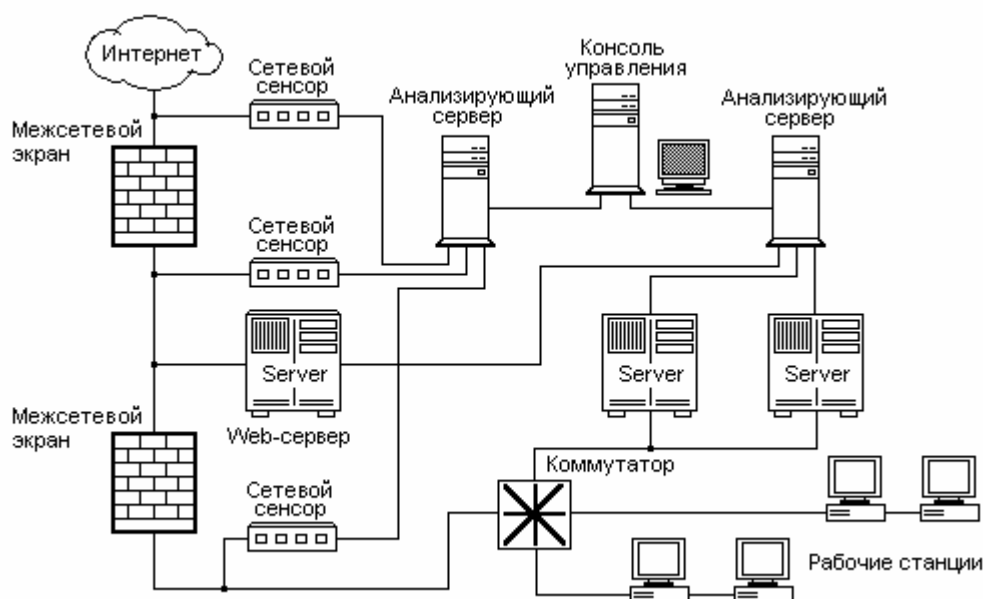 Интернет
Сетевой
сенсор
Консоль
управления
Анализирующий
сервер
Анализирующий
сервер
Межсетевой
экран
Сетевой
сенсор
Server
Web-сервер
Server
Server
Межсетевой
экран
Сетевой
сенсор
Коммутатор
Рабочие станции